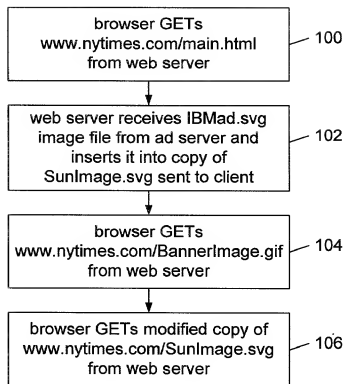 browser GETs
www.nytimes.com/main.html
from web server
100
web server receives IBMad.svg
image file from ad server and
inserts it into copy of
SunImage.svg sent to client
102
browser GETs
www.nytimes.com/BannerImage.gif
from web server
104
browser GETs modified copy of
www.nytimes.com/SunImage.svg
from web server
106